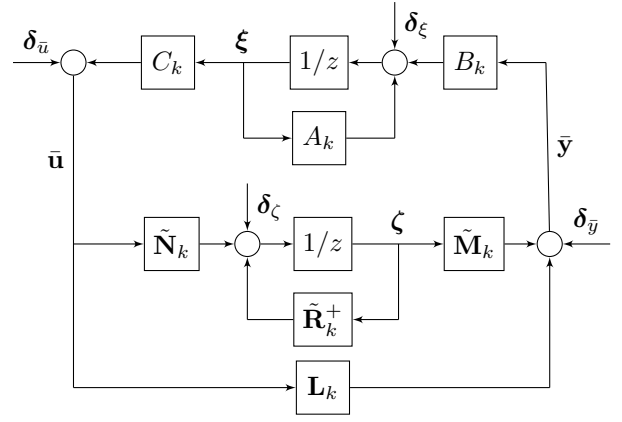 δ_ū
C_k
ξ
1/z
δ_ξ
B_k
A_k
ū
ȳ
Ñ_k
δ_ζ
1/z
ζ
M̃_k
δ_ȳ
R̃_k^+
L_k